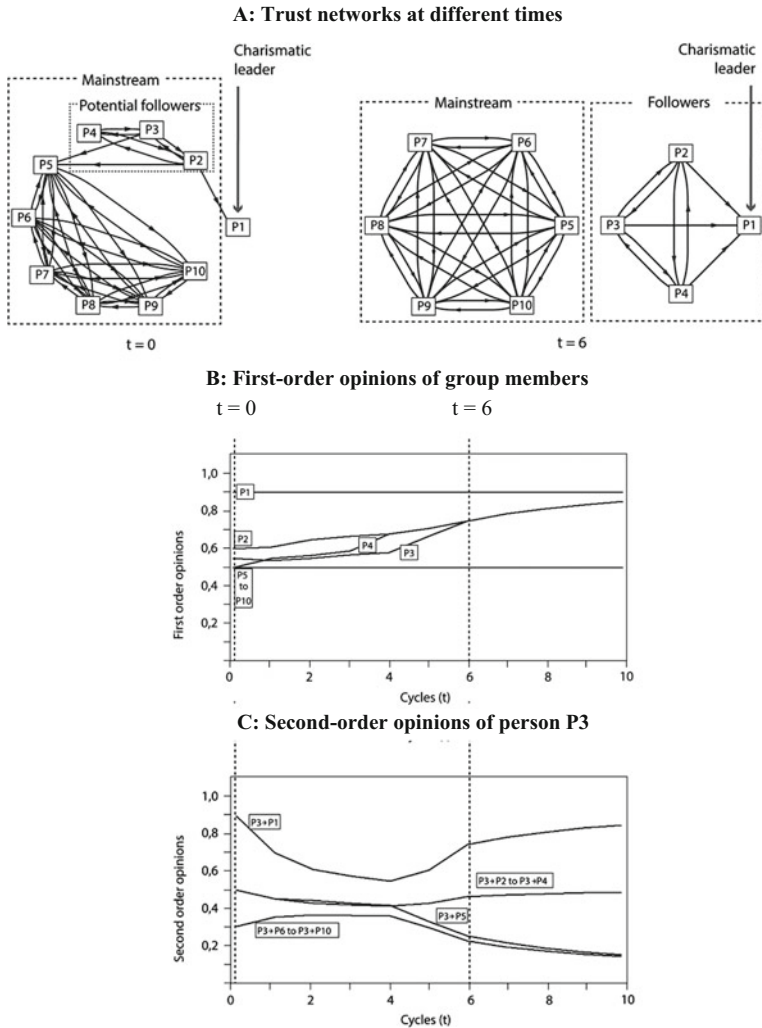 A: Trust networks at different times
Charismatic
leader
Mainstream
Potential followers
P4
P3
P2
P5
P6
P1
P7
P10
P8
P9
t = 0
Charismatic
leader
Mainstream
Followers
P7
P6
P2
P8
P5
P3
P1
P9
P10
P4
t = 6
B: First-order opinions of group members
t = 0
t = 6
First order opinions
1,0
0,8
0,6
0,4
0,2
P1
P2
P4
P3
P5
to
P10
0
2
4
6
8
10
Cycles (t)
C: Second-order opinions of person P3
Second order opinions
1,0
0,8
0,6
0,4
0,2
P3+P1
P3+P2 to P3+P4
P3+P5
P3+P6 to P3+P10
0
2
4
6
8
10
Cycles (t)